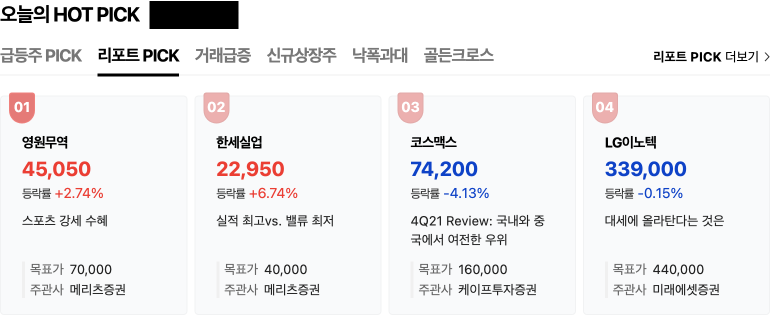 오늘의 HOT PICK
급등주 PICK 리포트 PICK 거래급증 신규상장주 낙폭과대 골든크로스 리포트 PICK 더보기 >
01
영원무역
45,050
등락률 +2.74%
스포츠 강세 수혜
목표가 70,000
주관사 메리츠증권
02
한세실업
22,950
등락률 +6.74%
실적 최고vs. 밸류 최저
목표가 40,000
주관사 메리츠증권
03
코스맥스
74,200
등락률 -4.13%
4Q21 Review: 국내와 중
국에서 여전한 우위
목표가 160,000
주관사 케이프투자증권
04
LG이노텍
339,000
등락률 -0.15%
대세에 올라탄다는 것은
목표가 440,000
주관사 미래에셋증권